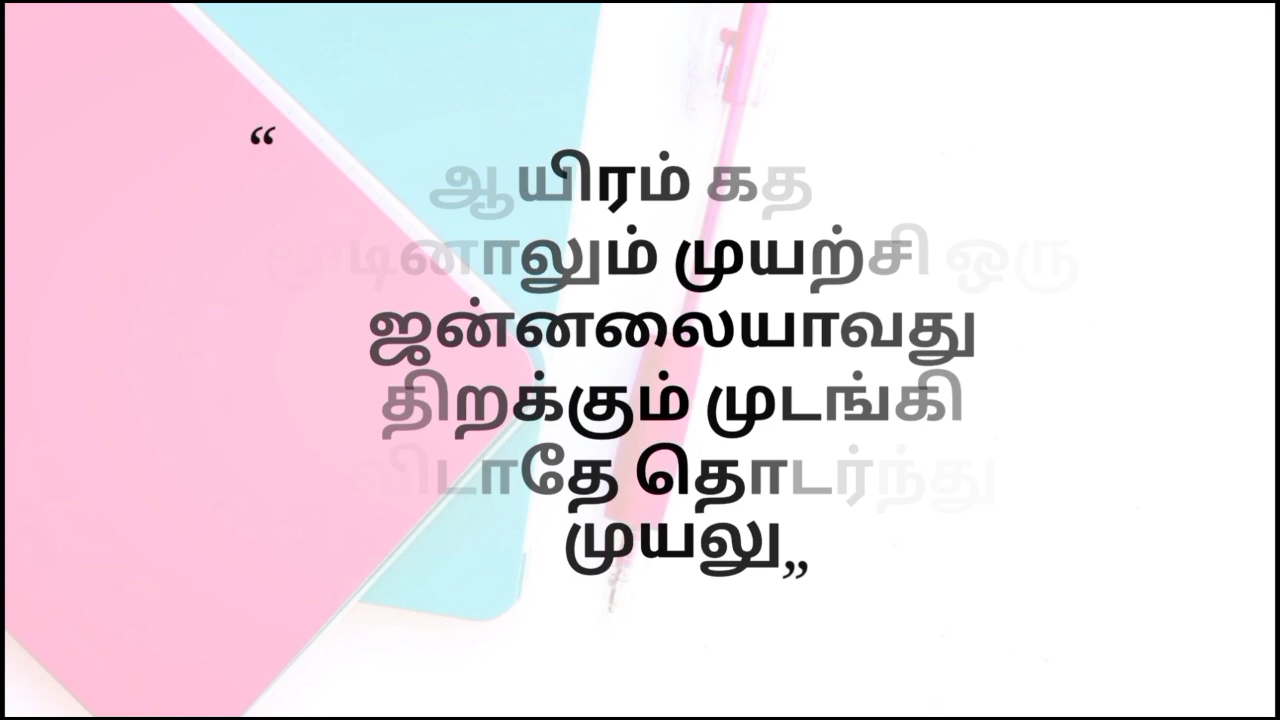 “
ஆயிரம் கத
மூடினாலும் முயற்சி ஒரு
ஜன்னலையாவது
திறக்கும் முடங்கி
விடாதே தொடர்ந்து
முயலு„